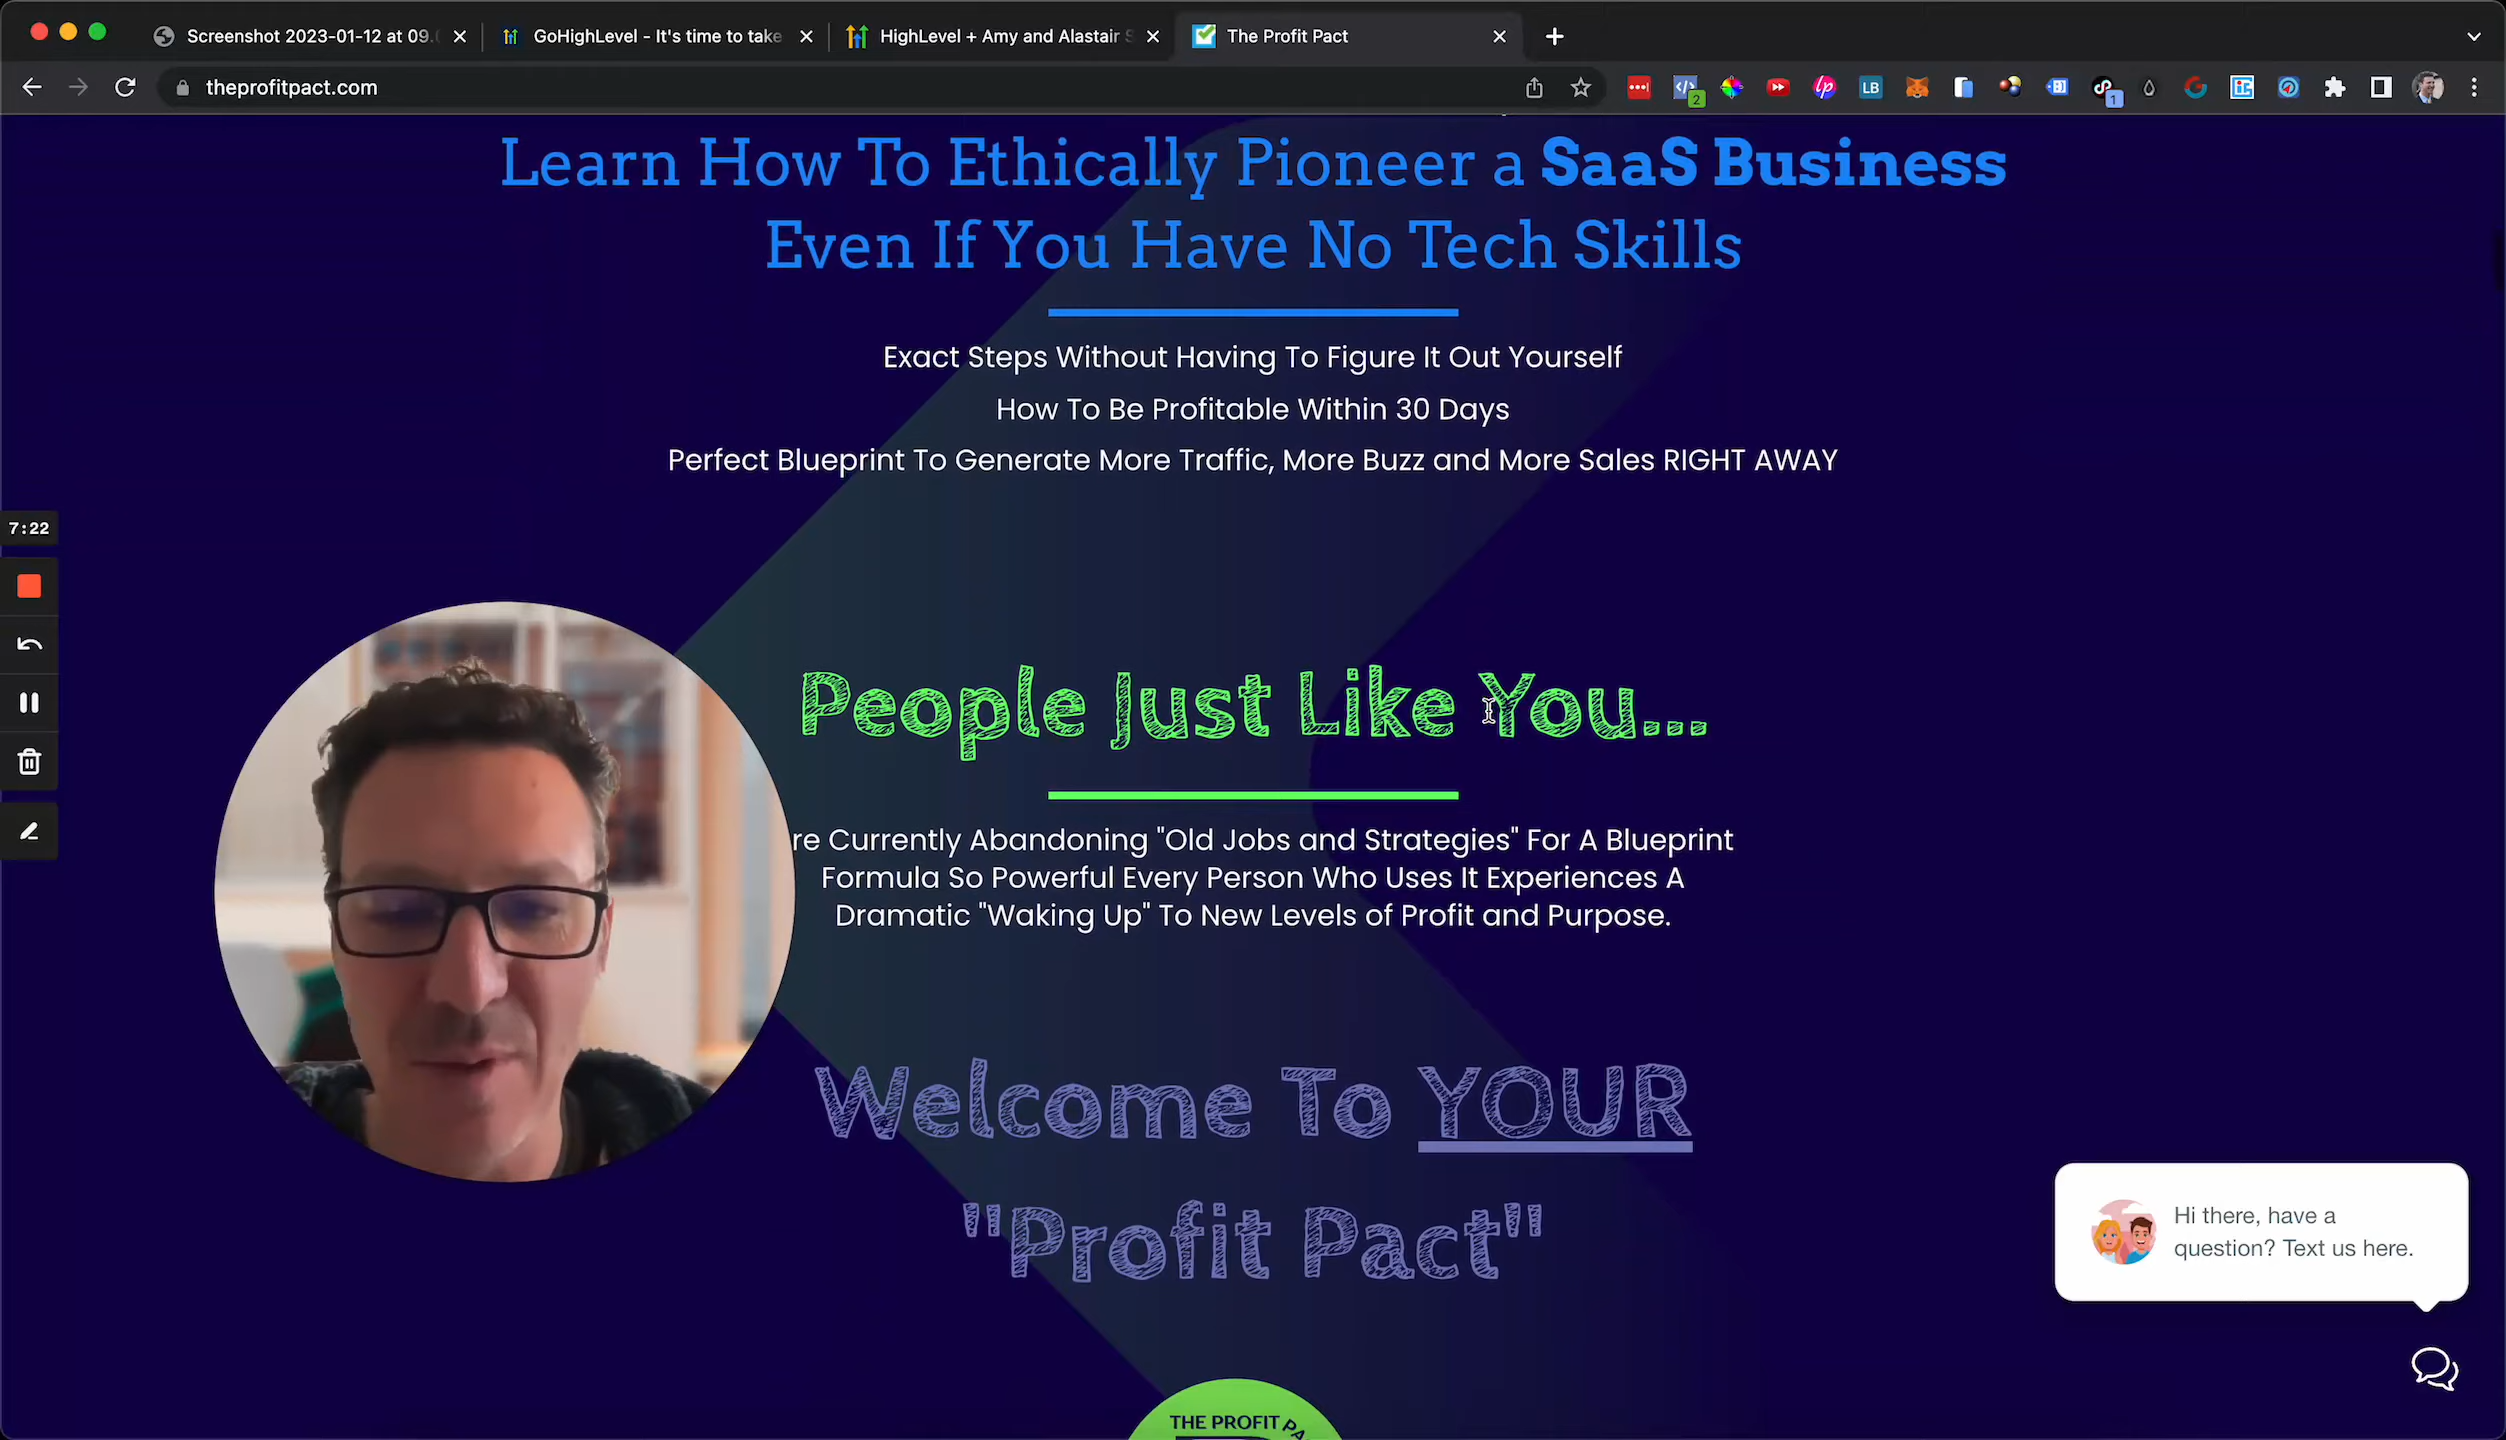 Screenshot 2023-01-12 at 09.
GoHighLevel - It's time to take
HighLevel + Amy and Alastair S
The Profit Pact
theprofitpact.com
2
LB
1
Learn How To Ethically Pioneer a SaaS Business
Even If You Have No Tech Skills
Exact Steps Without Having To Figure It Out Yourself
How To Be Profitable Within 30 Days
Perfect Blueprint To Generate More Traffic, More Buzz and More Sales RIGHT AWAY
7:22
People Just Like You...
re Currently Abandoning "Old Jobs and Strategies" For A Blueprint
Formula So Powerful Every Person Who Uses It Experiences A
Dramatic "Waking Up" To New Levels of Profit and Purpose.
Welcome To YOUR
"Profit Pact"
Hi there, have a
question? Text us here.
THE PROFIT PA